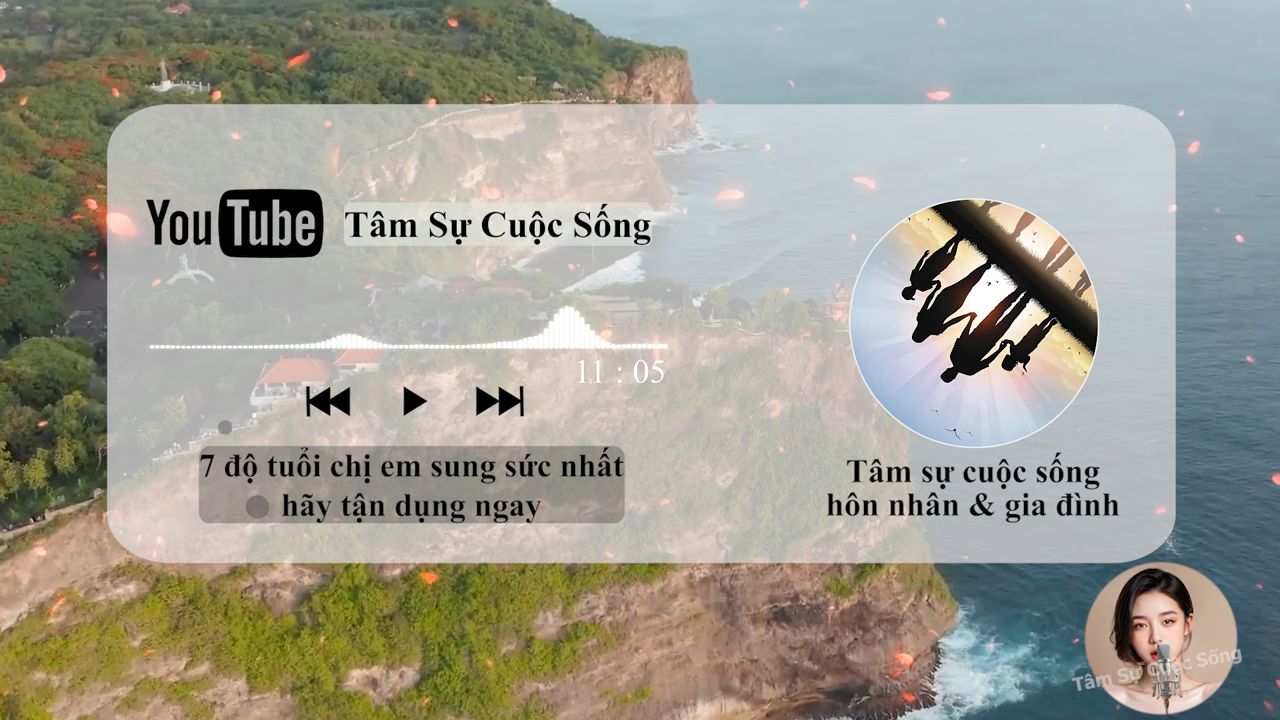 YouTube
Tâm Sự Cuộc Sống
11 : 05
7 độ tuổi chị em sung sức nhất
hãy tận dụng ngay
Tâm sự cuộc sống
hôn nhân & gia đình
Tâm Sự Cuộc Sống